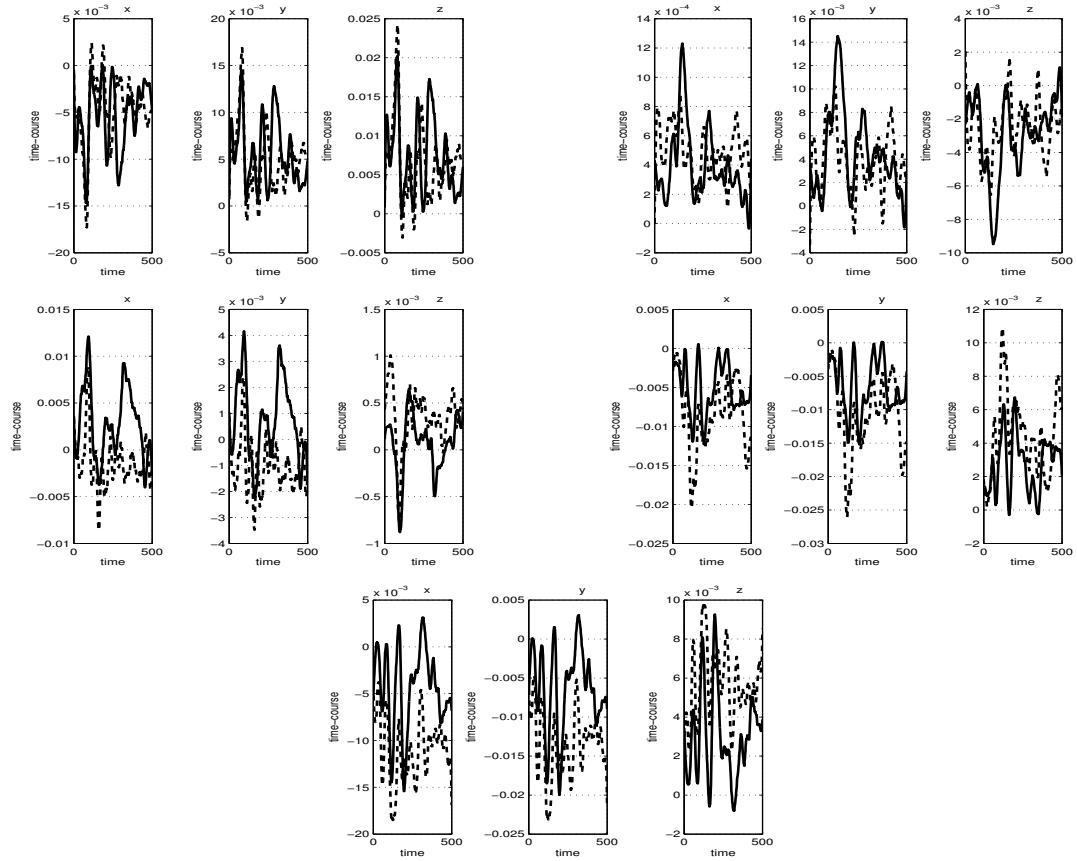 x 10⁻³ x
5
0
−5
−10
−15
−20
time−course
0 500
time
x 10⁻³ y
20
15
10
5
0
−5
time−course
0 500
time
z
0.025
0.02
0.015
0.01
0.005
0
−0.005
time−course
0 500
time
x 10⁻⁴ x
14
12
10
8
6
4
2
0
−2
time−course
0 500
time
x 10⁻³ y
16
14
12
10
8
6
4
2
0
−2
−4
time−course
0 500
time
x 10⁻³ z
4
2
0
−2
−4
−6
−8
−10
time−course
0 500
time
x
0.015
0.01
0.005
0
−0.005
−0.01
time−course
0 500
time
x 10⁻³ y
5
4
3
2
1
0
−1
−2
−3
−4
time−course
0 500
time
x 10⁻³ z
1.5
1
0.5
0
−0.5
−1
time−course
0 500
time
x
0.005
0
−0.005
−0.01
−0.015
−0.02
−0.025
time−course
0 500
time
y
0.005
0
−0.005
−0.01
−0.015
−0.02
−0.025
−0.03
time−course
0 500
time
x 10⁻³ z
12
10
8
6
4
2
0
−2
time−course
0 500
time
x 10⁻³ x
5
0
−5
−10
−15
−20
time−course
0 500
time
y
0.005
0
−0.005
−0.01
−0.015
−0.02
−0.025
time−course
0 500
time
x 10⁻³ z
10
8
6
4
2
0
−2
time−course
0 500
time